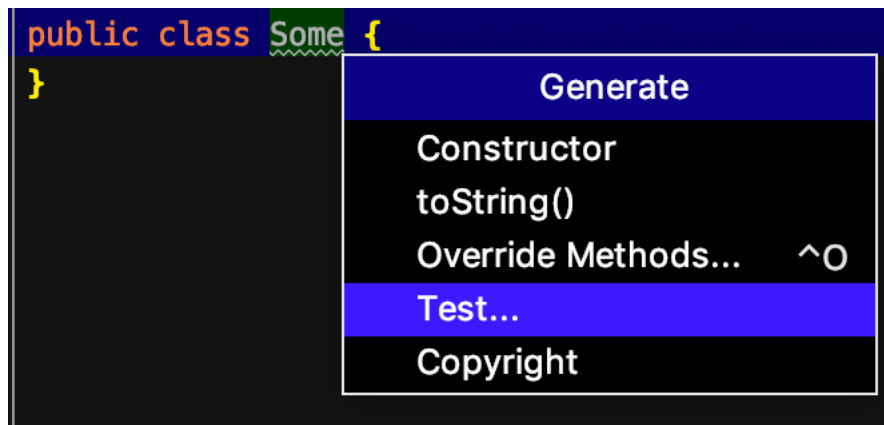 public class Some {
}
Generate
Constructor
toString()
Override Methods... ^O
Test...
Copyright